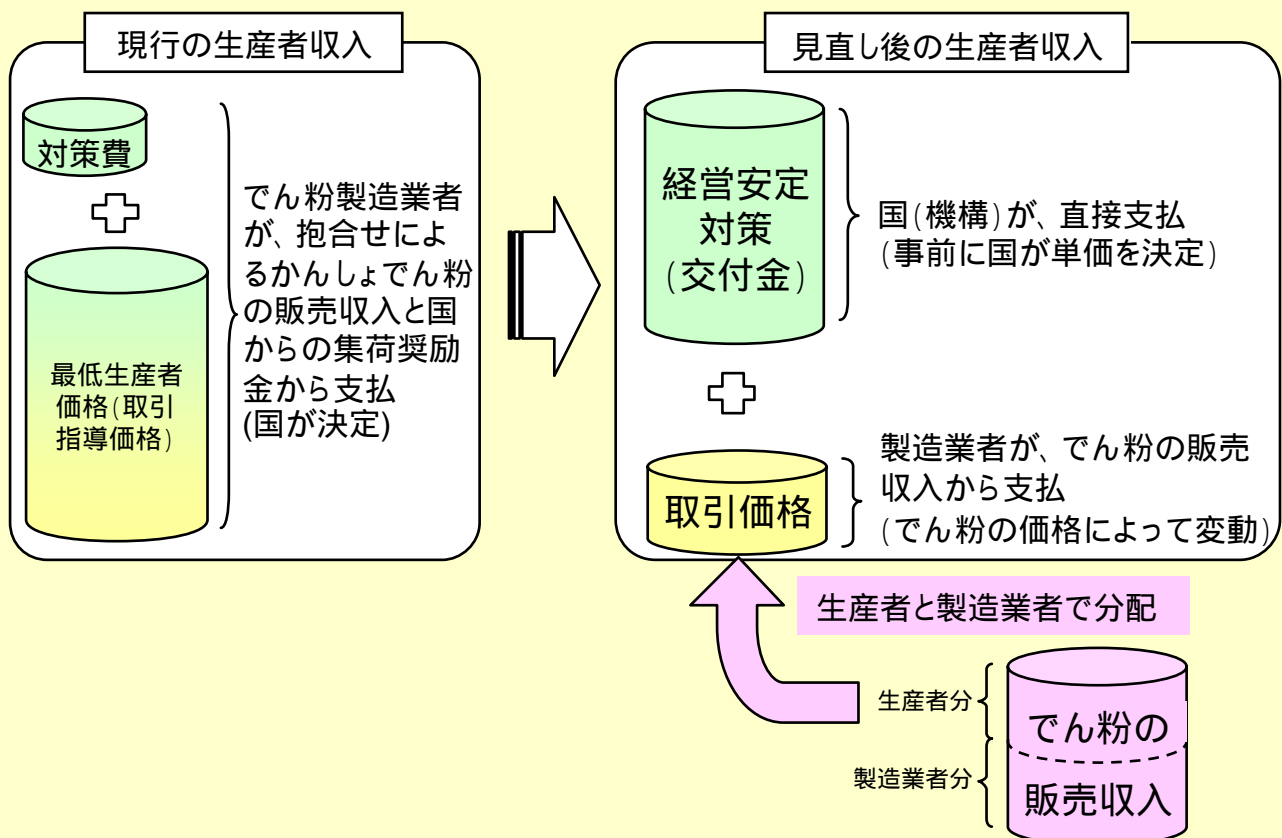 現行の生産者収入
対策費
最低生産者
価格(取引
指導価格)
でん粉製造業者
が、抱合せによ
るかんしょでん粉
の販売収入と国
からの集荷奨励
金から支払
(国が決定)
見直し後の生産者収入
経営安定
対策
(交付金)
国(機構)が、直接支払
(事前に国が単価を決定)
取引価格
製造業者が、でん粉の販売
収入から支払
(でん粉の価格によって変動)
生産者と製造業者で分配
生産者分
製造業者分
でん粉の
販売収入